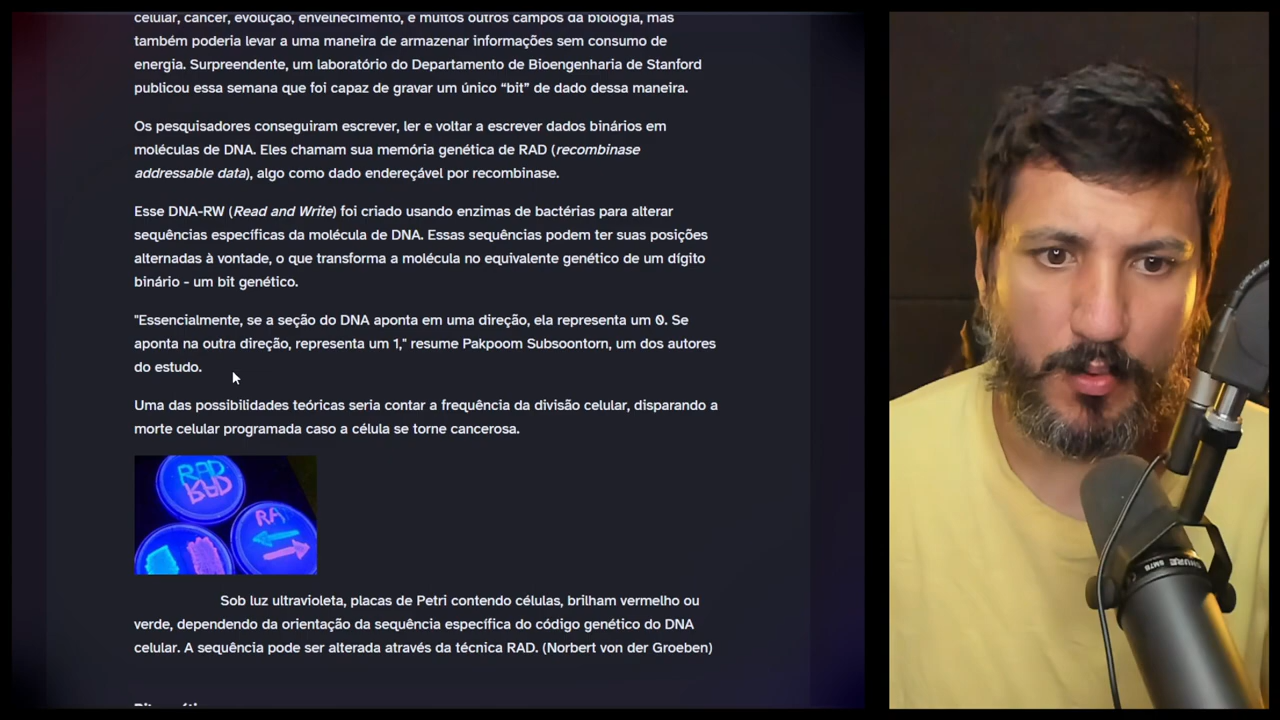 celular, câncer, evolução, envelhecimento, e muitos outros campos da biologia, mas
também poderia levar a uma maneira de armazenar informações sem consumo de
energia. Surpreendente, um laboratório do Departamento de Bioengenharia de Stanford
publicou essa semana que foi capaz de gravar um único “bit” de dado dessa maneira.
Os pesquisadores conseguiram escrever, ler e voltar a escrever dados binários em
moléculas de DNA. Eles chamam sua memória genética de RAD (recombinase
addressable data), algo como dado endereçável por recombinase.
Esse DNA-RW (Read and Write) foi criado usando enzimas de bactérias para alterar
sequências específicas da molécula de DNA. Essas sequências podem ter suas posições
alternadas à vontade, o que transforma a molécula no equivalente genético de um dígito
binário - um bit genético.
"Essencialmente, se a seção do DNA aponta em uma direção, ela representa um 0. Se
aponta na outra direção, representa um 1," resume Pakpoom Subsoontorn, um dos autores
do estudo.
Uma das possibilidades teóricas seria contar a frequência da divisão celular, disparando a
morte celular programada caso a célula se torne cancerosa.
RAD
RAD
RA
Sob luz ultravioleta, placas de Petri contendo células, brilham vermelho ou
verde, dependendo da orientação da sequência específica do código genético do DNA
celular. A sequência pode ser alterada através da técnica RAD. (Norbert von der Groeben)
SHURE SM7B